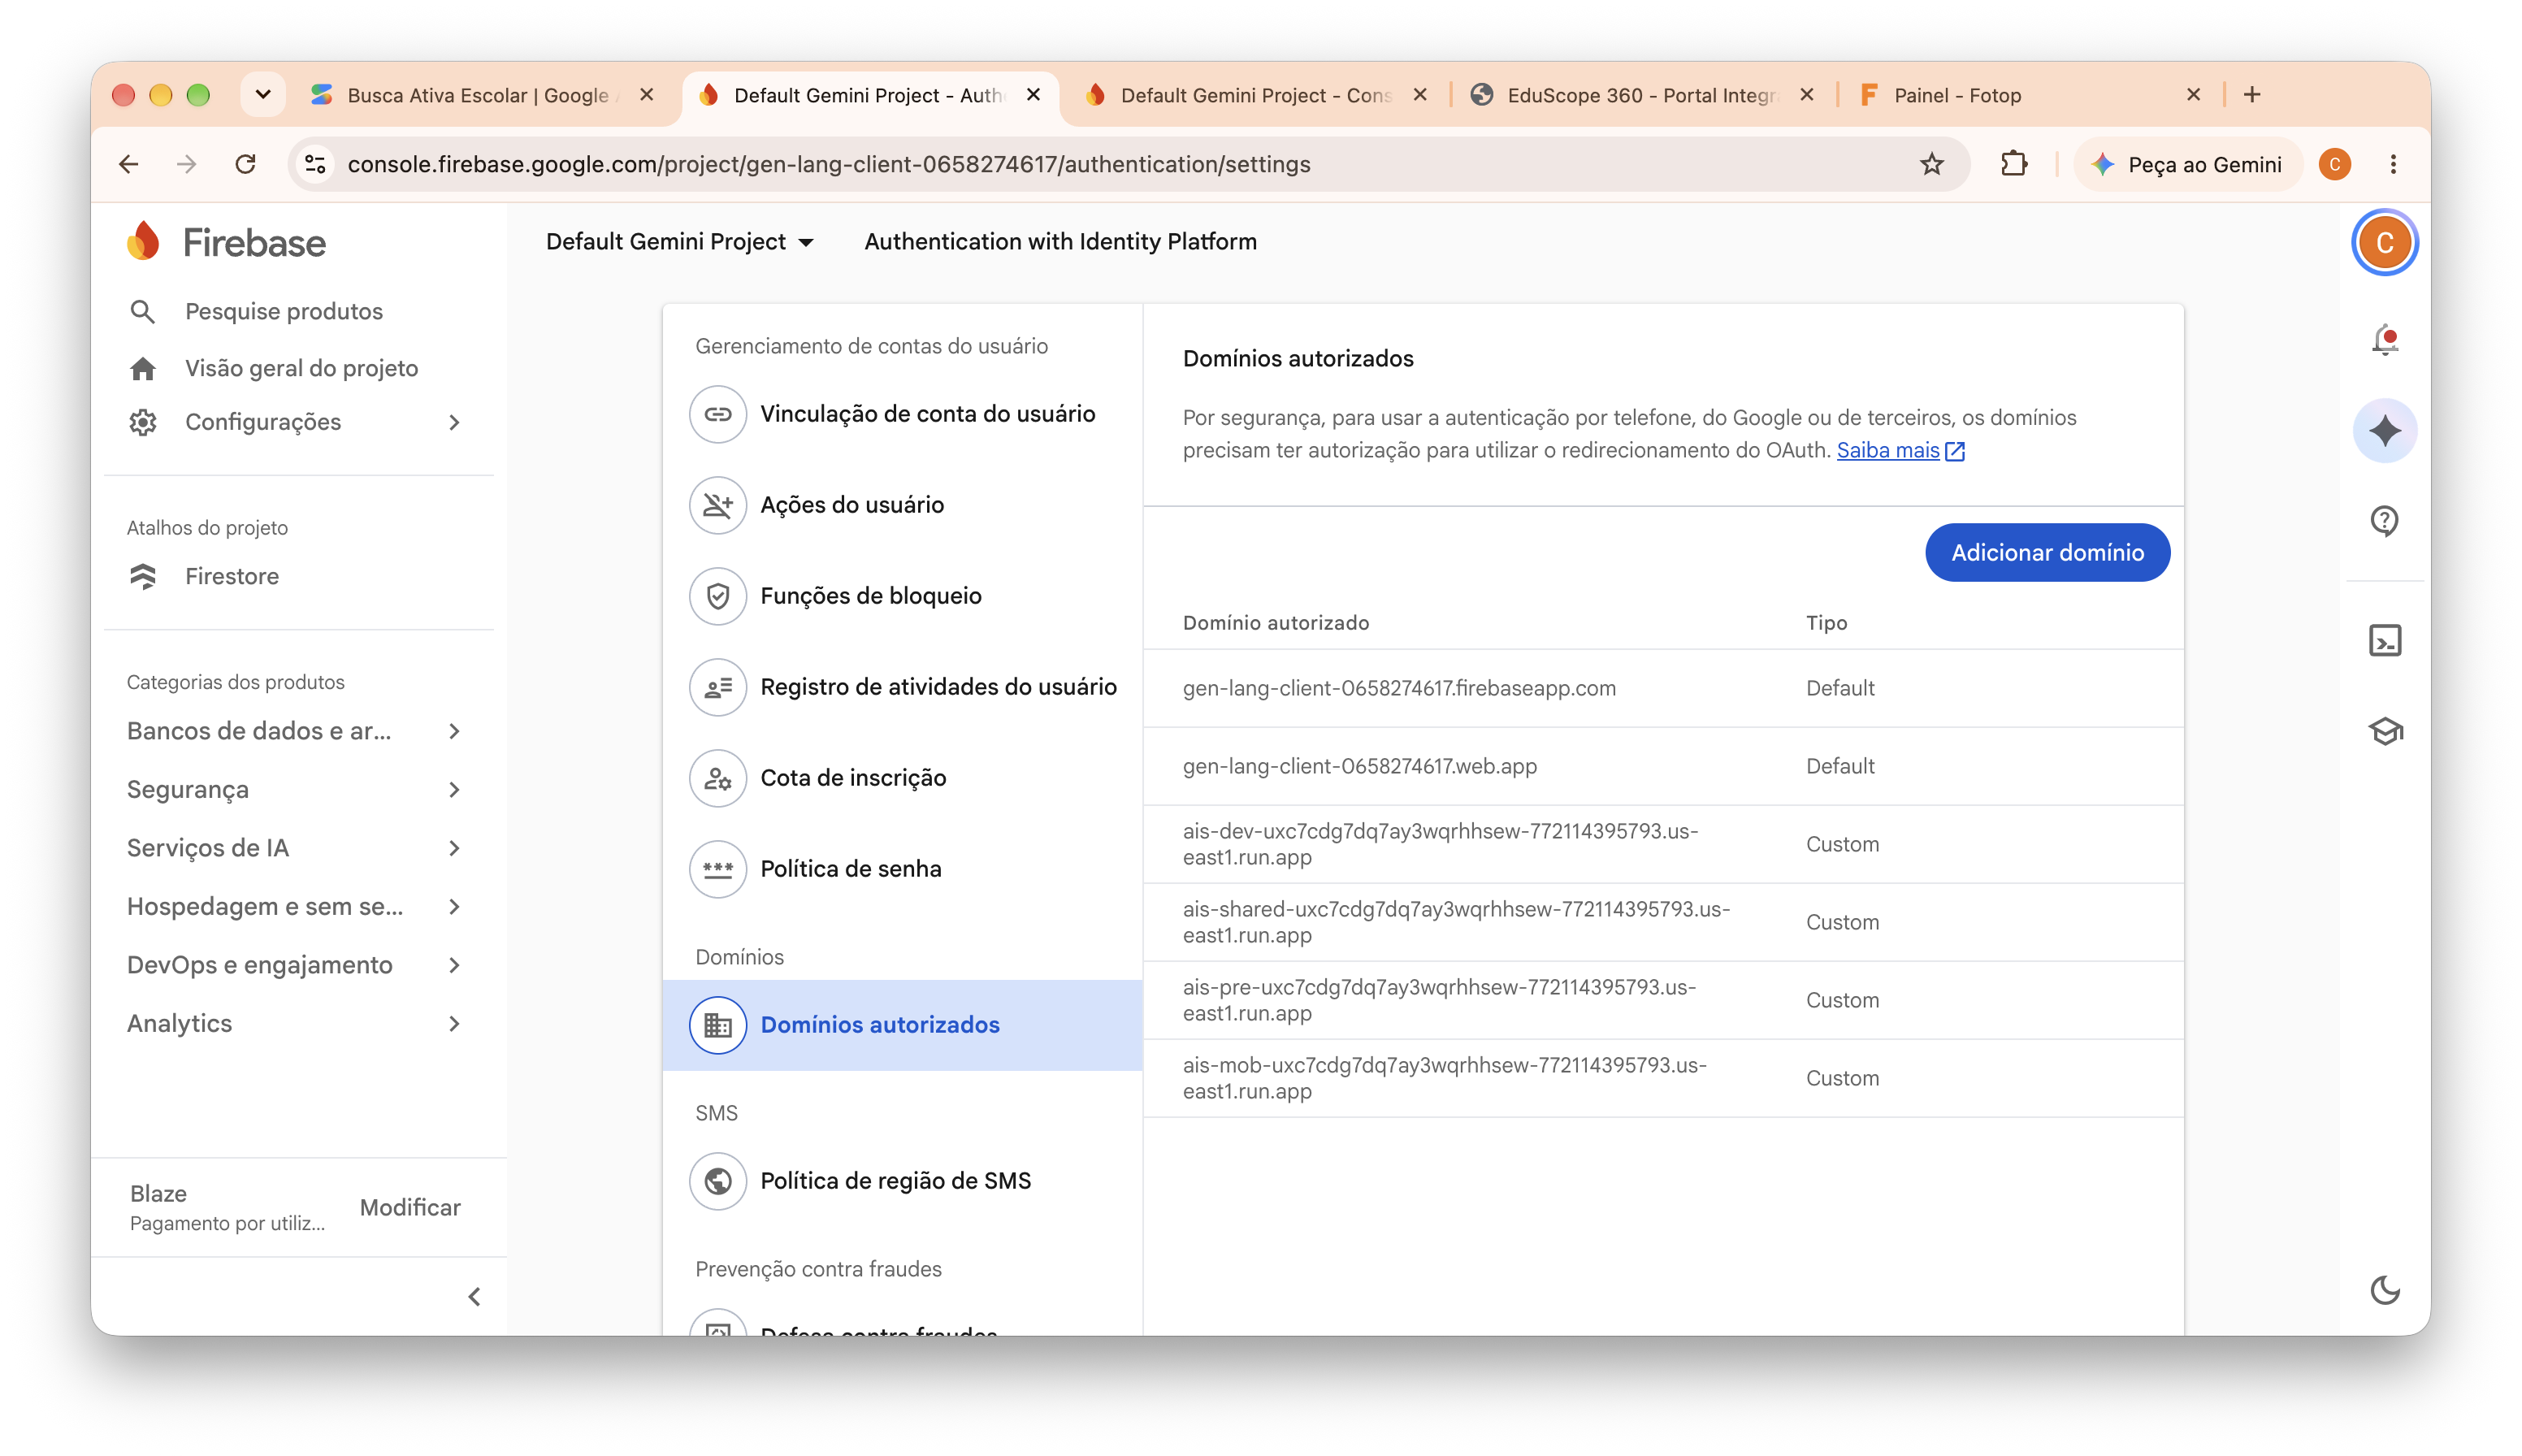 Busca Ativa Escolar | Google
Default Gemini Project - Auth
Default Gemini Project - Cons
EduScope 360 - Portal Integr
Painel - Fotop
console.firebase.google.com/project/gen-lang-client-0658274617/authentication/settings
Peça ao Gemini
C
Firebase
Pesquise produtos
Visão geral do projeto
Configurações
Atalhos do projeto
Firestore
Categorias dos produtos
Bancos de dados e ar...
Segurança
Serviços de IA
Hospedagem e sem se...
DevOps e engajamento
Analytics
Blaze
Pagamento por utiliz...
Modificar
Default Gemini Project
Authentication with Identity Platform
C
Gerenciamento de contas do usuário
Vinculação de conta do usuário
Ações do usuário
Funções de bloqueio
Registro de atividades do usuário
Cota de inscrição
Política de senha
Domínios
Domínios autorizados
SMS
Política de região de SMS
Prevenção contra fraudes
Defesa contra fraudes
Domínios autorizados
Por segurança, para usar a autenticação por telefone, do Google ou de terceiros, os domínios
precisam ter autorização para utilizar o redirecionamento do OAuth. Saiba mais
Adicionar domínio
Domínio autorizado Tipo
gen-lang-client-0658274617.firebaseapp.com Default
gen-lang-client-0658274617.web.app Default
ais-dev-uxc7cdg7dq7ay3wqrhhsew-772114395793.us-
east1.run.app
Custom
ais-shared-uxc7cdg7dq7ay3wqrhhsew-772114395793.us-
east1.run.app
Custom
ais-pre-uxc7cdg7dq7ay3wqrhhsew-772114395793.us-
east1.run.app
Custom
ais-mob-uxc7cdg7dq7ay3wqrhhsew-772114395793.us-
east1.run.app
Custom